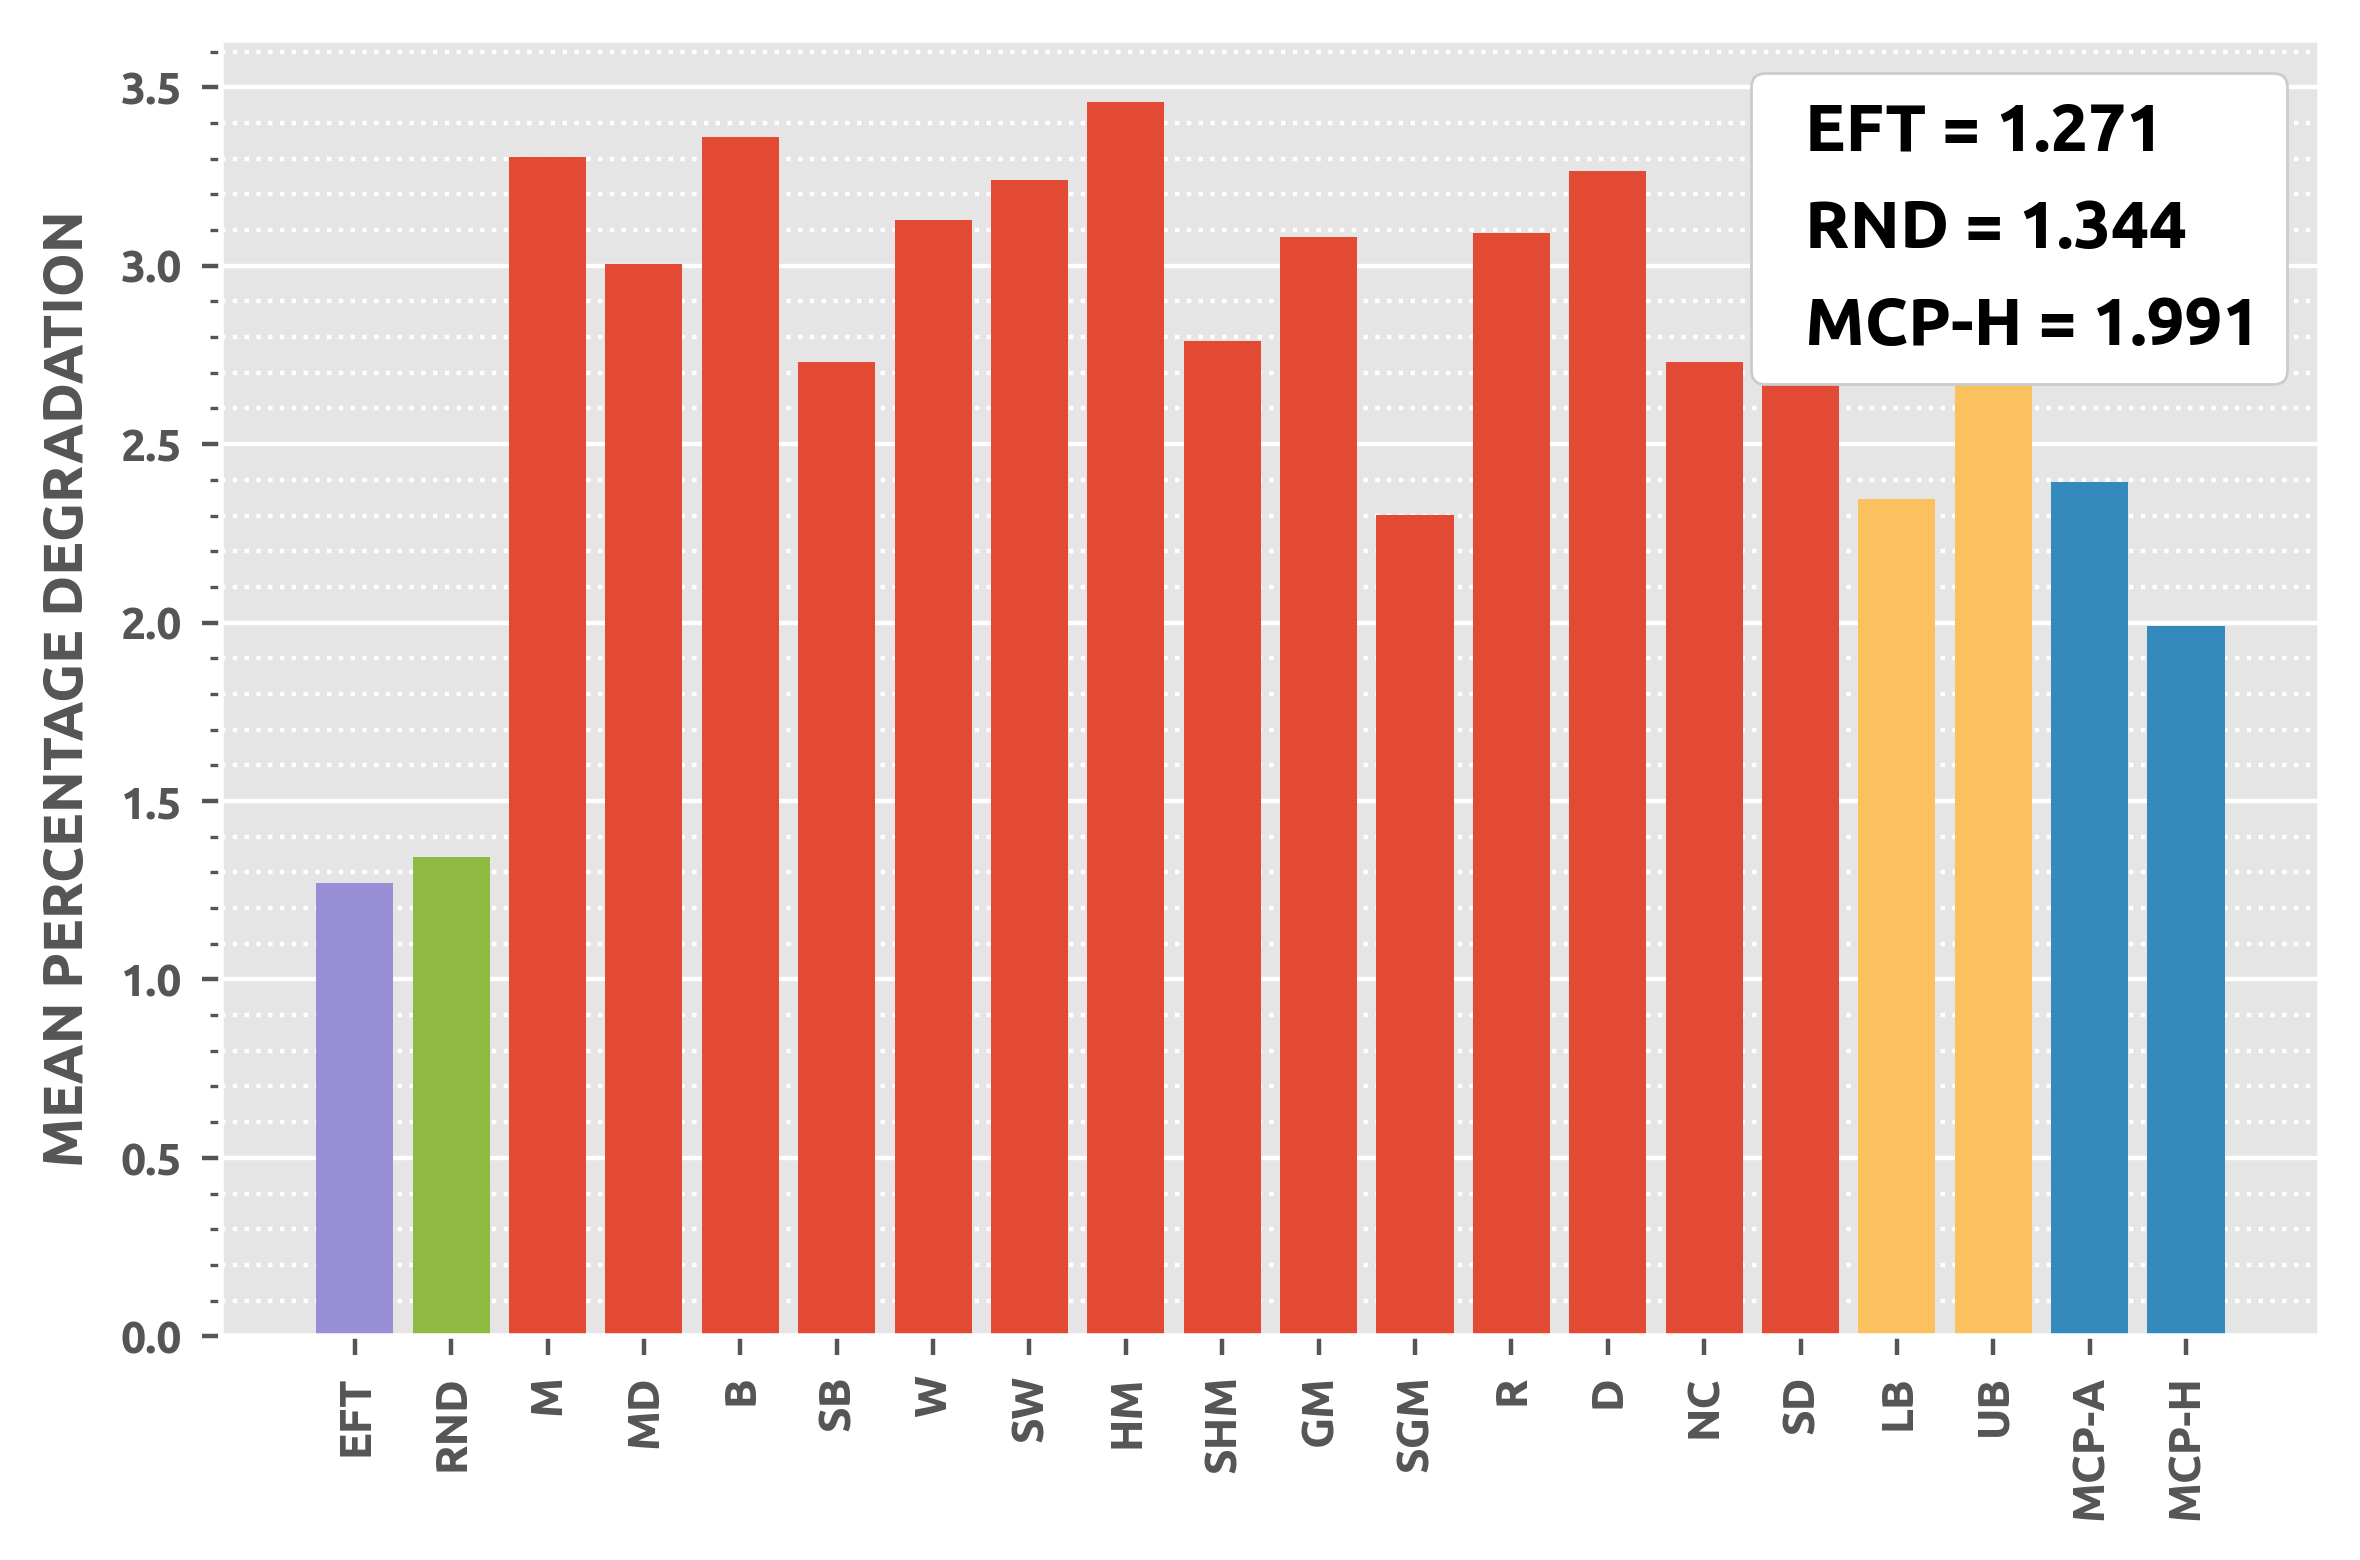 MEAN PERCENTAGE DEGRADATION
3.5
3.0
2.5
2.0
1.5
1.0
0.5
0.0
EFT = 1.271
RND = 1.344
MCP-H = 1.991
EFT
RND
M
MD
B
SB
W
SW
HM
SHM
GM
SGM
R
D
NC
SD
LB
UB
MCP-A
MCP-H